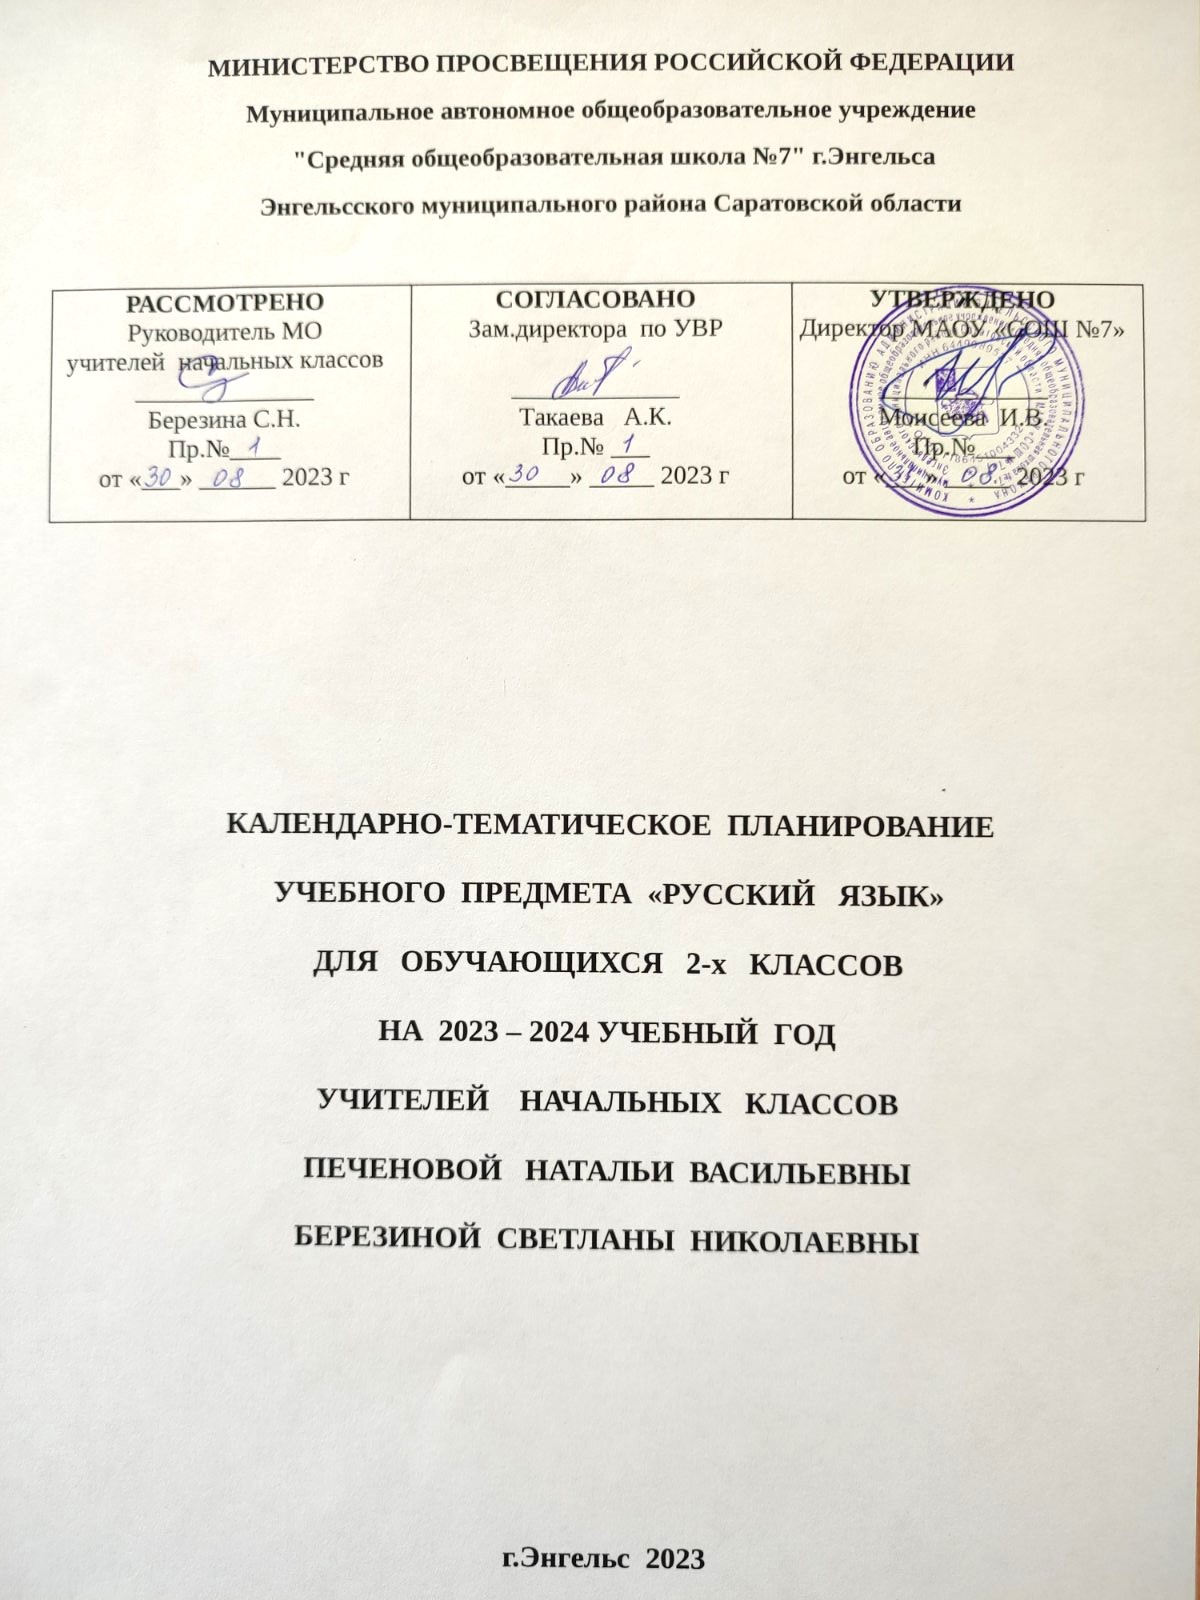 МИНИСТЕРСТВО ПРОСВЕЩЕНИЯ РОССИЙСКОЙ ФЕДЕРАЦИИ
Муниципальное автономное общеобразовательное учреждение
"Средняя общеобразовательная школа №7" г.Энгельса
Энгельсского муниципального района Саратовской области
РАССМОТРЕНО
Руководитель МО
учителей начальных классов
Березина С.Н.
Пр.№ 1
от «30» 08 2023 г
СОГЛАСОВАНО
Зам.директора по УВР
Такаева А.К.
Пр.№ 1
от «30» 08 2023 г
УТВЕРЖДЕНО
Директор МАОУ «СОШ №7»
Моисеева И.В.
Пр.№
от «31» 08 2023 г
КАЛЕНДАРНО-ТЕМАТИЧЕСКОЕ ПЛАНИРОВАНИЕ
УЧЕБНОГО ПРЕДМЕТА «РУССКИЙ ЯЗЫК»
ДЛЯ ОБУЧАЮЩИХСЯ 2-х КЛАССОВ
НА 2023 – 2024 УЧЕБНЫЙ ГОД
УЧИТЕЛЕЙ НАЧАЛЬНЫХ КЛАССОВ
ПЕЧЕНОВОЙ НАТАЛЬИ ВАСИЛЬЕВНЫ
БЕРЕЗИНОЙ СВЕТЛАНЫ НИКОЛАЕВНЫ
г.Энгельс 2023